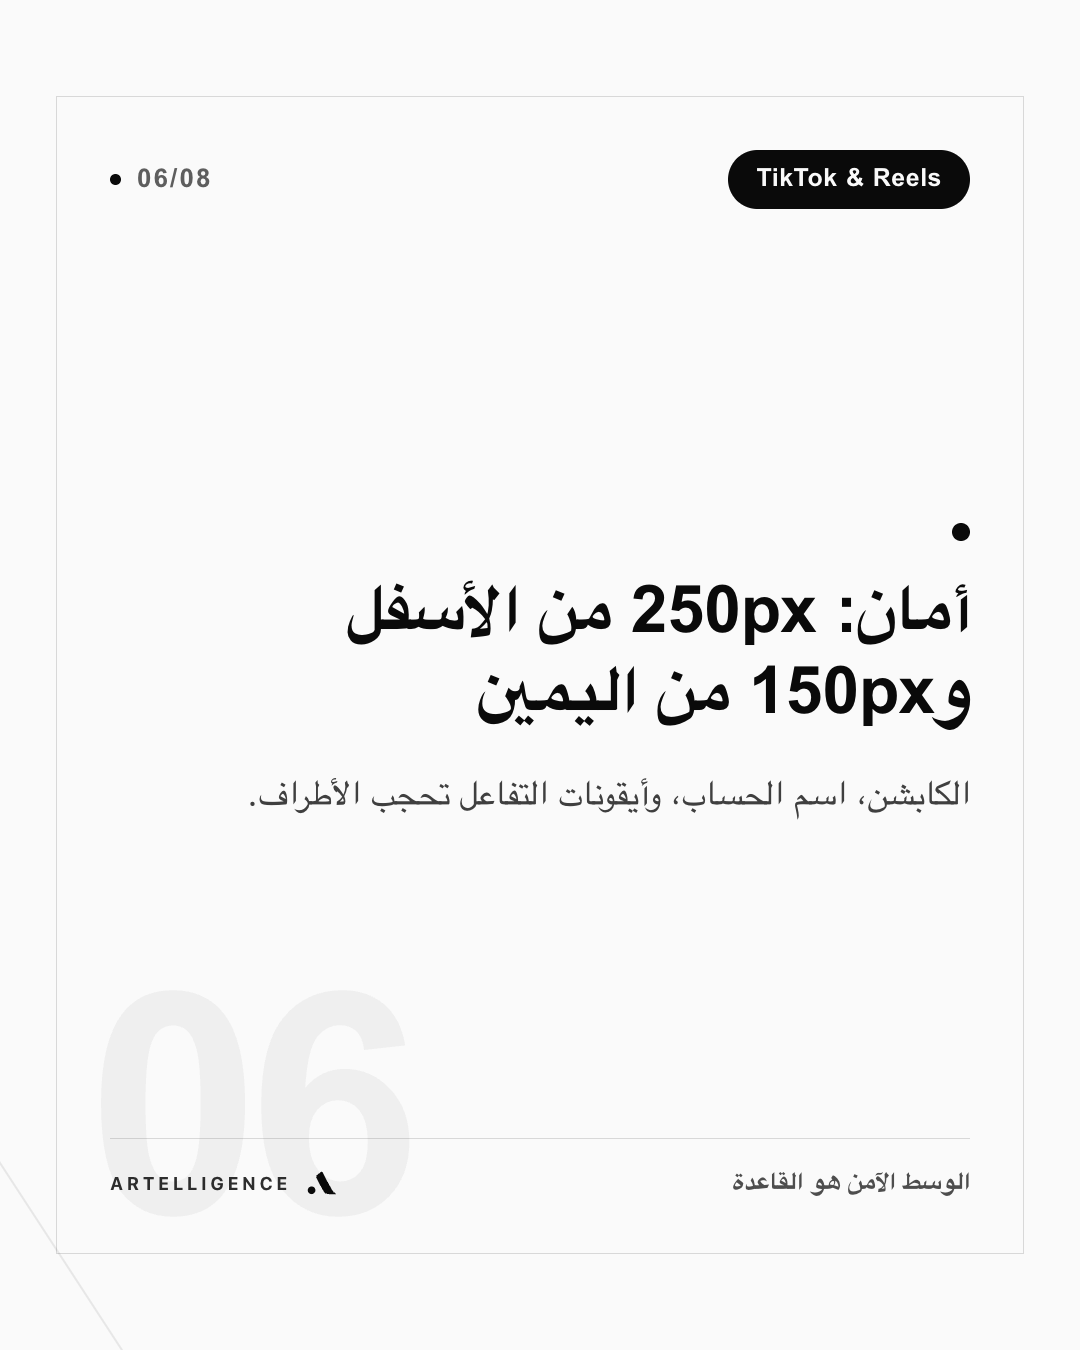 06/08
TikTok & Reels
أمان: 250px من الأسفل
و150px من اليمين
الكابشن، اسم الحساب، وأيقونات التفاعل تحجب الأطراف.
06
ARTELLIGENCE
الوسط الآمن هو القاعدة